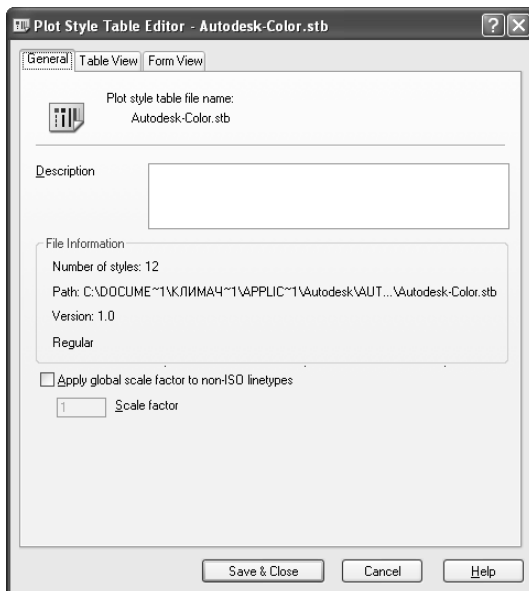 Plot Style Table Editor - Autodesk-Color.stb
General Table View Form View
Plot style table file name:
Autodesk-Color.stb
Description
File Information
Number of styles: 12
Path: C:\DOCUME~1\КЛИМАЧ~1\APPLIC~1\Autodesk\AUT...\Autodesk-Color.stb
Version: 1.0
Regular
Apply global scale factor to non-ISO linetypes
1 Scale factor
Save & Close Cancel Help